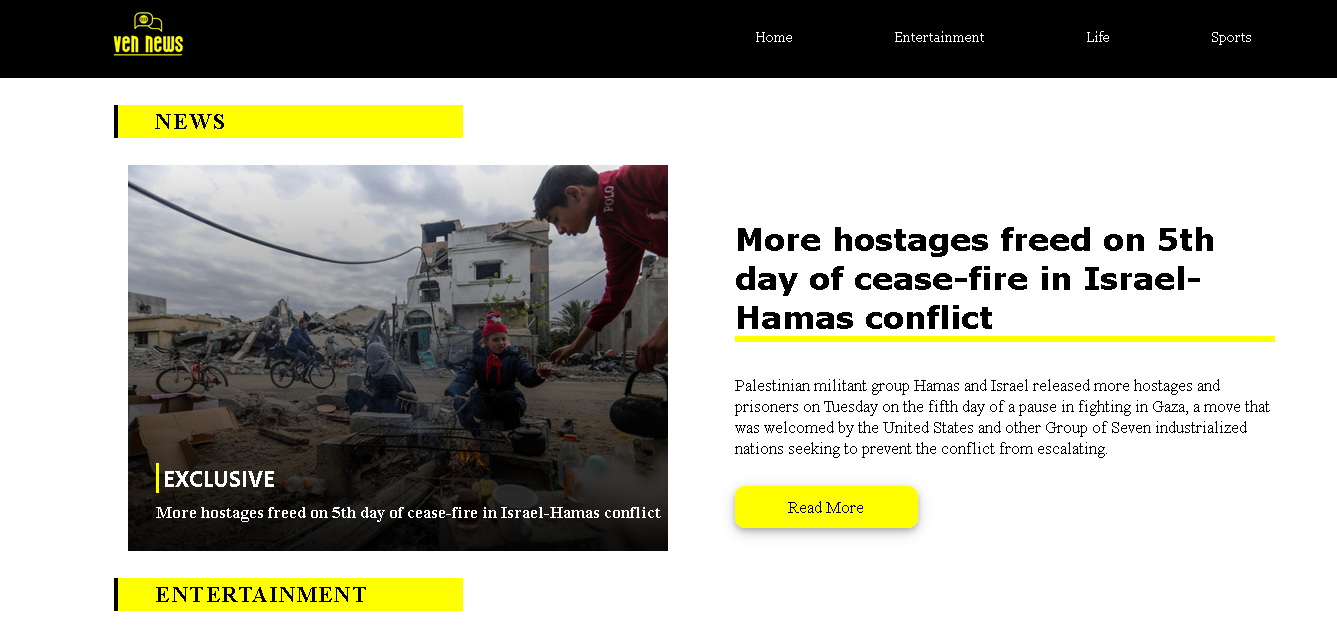 ven news
Home
Entertainment
Life
Sports
NEWS
POLO
EXCLUSIVE
More hostages freed on 5th day of cease-fire in Israel-Hamas conflict
More hostages freed on 5th
day of cease-fire in Israel-
Hamas conflict
Palestinian militant group Hamas and Israel released more hostages and
prisoners on Tuesday on the fifth day of a pause in fighting in Gaza, a move that
was welcomed by the United States and other Group of Seven industrialized
nations seeking to prevent the conflict from escalating.
Read More
ENTERTAINMENT